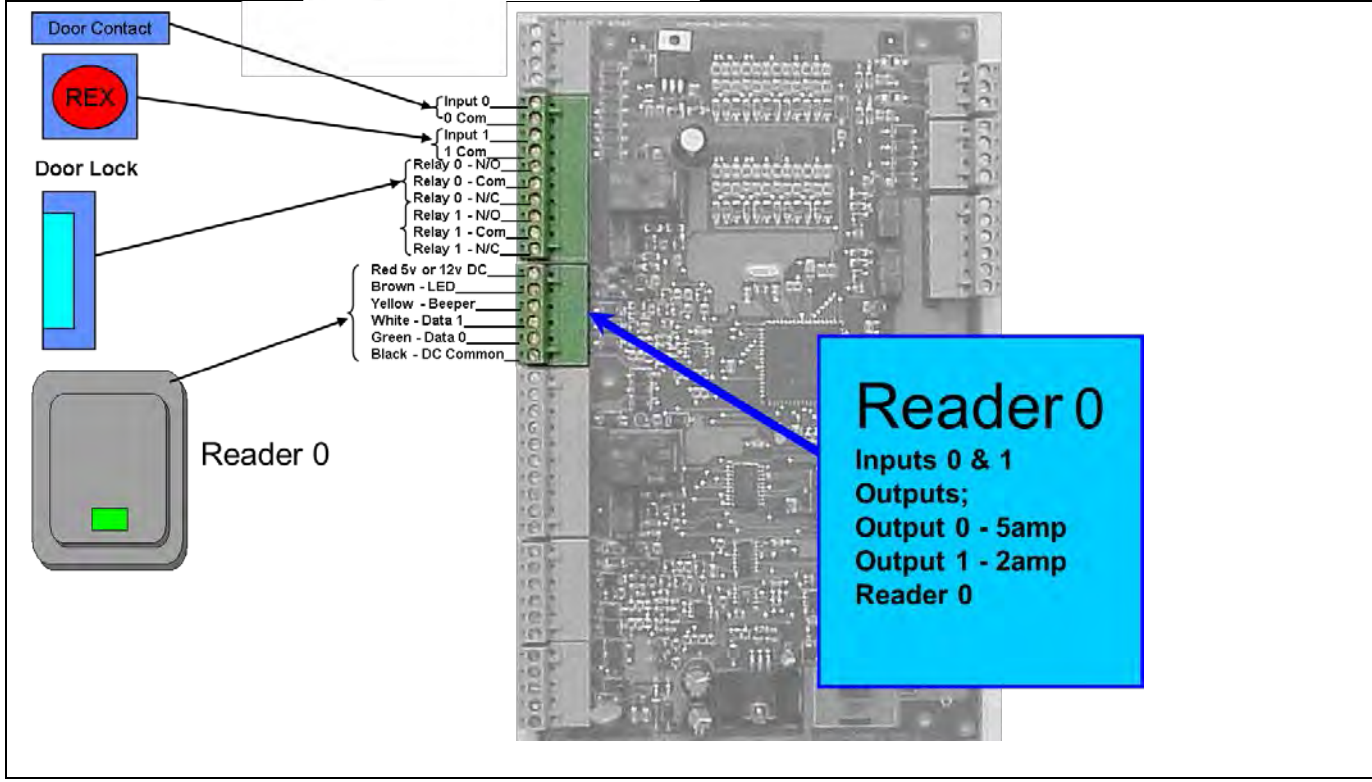 Door Contact
REX
Door Lock
Reader 0
Input 0
0 Com
Input 1
1 Com
Relay 0 - N/O
Relay 0 - Com
Relay 0 - N/C
Relay 1 - N/O
Relay 1 - Com
Relay 1 - N/C
Red 5v or 12v DC
Brown - LED
Yellow - Beeper
White - Data 1
Green - Data 0
Black - DC Common
Reader 0
Inputs 0 & 1
Outputs;
Output 0 - 5amp
Output 1 - 2amp
Reader 0